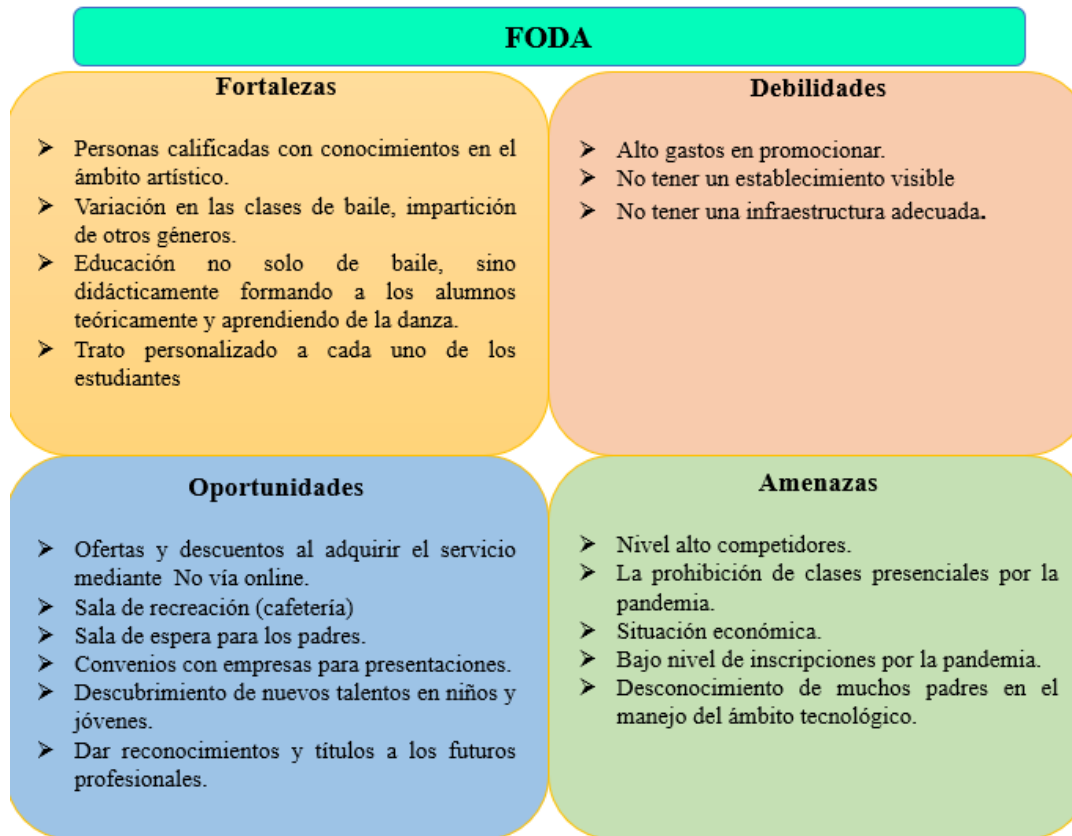 FODA
Fortalezas
➢ Personas calificadas con conocimientos en el
ámbito artístico.
➢ Variación en las clases de baile, impartición
de otros géneros.
➢ Educación no solo de baile, sino
didácticamente formando a los alumnos
teóricamente y aprendiendo de la danza.
➢ Trato personalizado a cada uno de los
estudiantes
Debilidades
➢ Alto gastos en promocionar.
➢ No tener un establecimiento visible
➢ No tener una infraestructura adecuada.
Oportunidades
➢ Ofertas y descuentos al adquirir el servicio
mediante No vía online.
➢ Sala de recreación (cafetería)
➢ Sala de espera para los padres.
➢ Convenios con empresas para presentaciones.
➢ Descubrimiento de nuevos talentos en niños y
jóvenes.
➢ Dar reconocimientos y títulos a los futuros
profesionales.
Amenazas
➢ Nivel alto competidores.
➢ La prohibición de clases presenciales por la
pandemia.
➢ Situación económica.
➢ Bajo nivel de inscripciones por la pandemia.
➢ Desconocimiento de muchos padres en el
manejo del ámbito tecnológico.